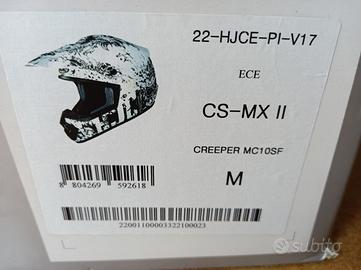 22-HJCE-PI-V17
ECE
CS-MX II
CREEPER MC10SF
M
8 804269 592618
22001100003322100023
subito